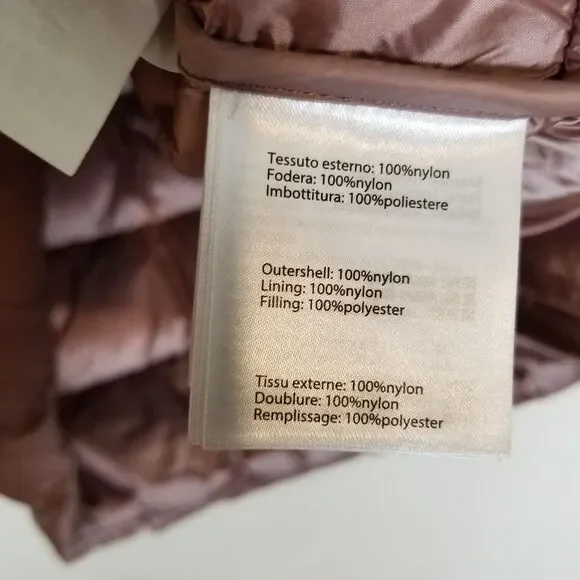 Tessuto esterno: 100%nylon
Fodera: 100%nylon
Imbottitura: 100%poliestere
Outershell: 100%nylon
Lining: 100%nylon
Filling: 100%polyester
Tissu externe: 100%nylon
Doublure: 100%nylon
Remplissage: 100%polyester